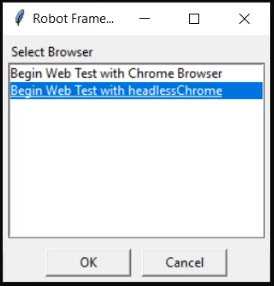 Robot Frame...
Select Browser
Begin Web Test with Chrome Browser
Begin Web Test with headlessChrome
OK
Cancel